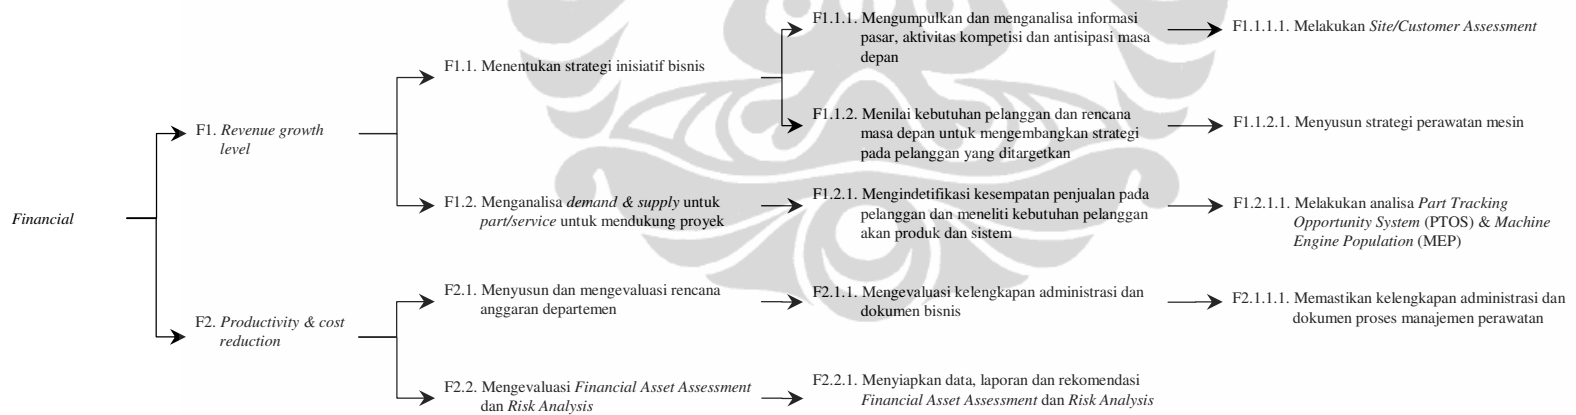 Financial
F1. Revenue growth
level
F2. Productivity & cost
reduction
F1.1. Menentukan strategi inisiatif bisnis
F1.2. Menganalisa demand & supply untuk
part/service untuk mendukung proyek
F2.1. Menyusun dan mengevaluasi rencana
anggaran departemen
F2.2. Mengevaluasi Financial Asset Assessment
dan Risk Analysis
F1.1.1. Mengumpulkan dan menganalisa informasi
pasar, aktivitas kompetisi dan antisipasi masa
depan
F1.1.2. Menilai kebutuhan pelanggan dan rencana
masa depan untuk mengembangkan strategi
pada pelanggan yang ditargetkan
F1.2.1. Mengindetifikasi kesempatan penjualan pada
pelanggan dan meneliti kebutuhan pelanggan
akan produk dan sistem
F2.1.1. Mengevaluasi kelengkapan administrasi dan
dokumen bisnis
F2.2.1. Menyiapkan data, laporan dan rekomendasi
Financial Asset Assessment dan Risk Analysis
F1.1.1.1. Melakukan Site/Customer Assessment
F1.1.2.1. Menyusun strategi perawatan mesin
F1.2.1.1. Melakukan analisa Part Tracking
Opportunity System (PTOS) & Machine
Engine Population (MEP)
F2.1.1.1. Memastikan kelengkapan administrasi dan
dokumen proses manajemen perawatan